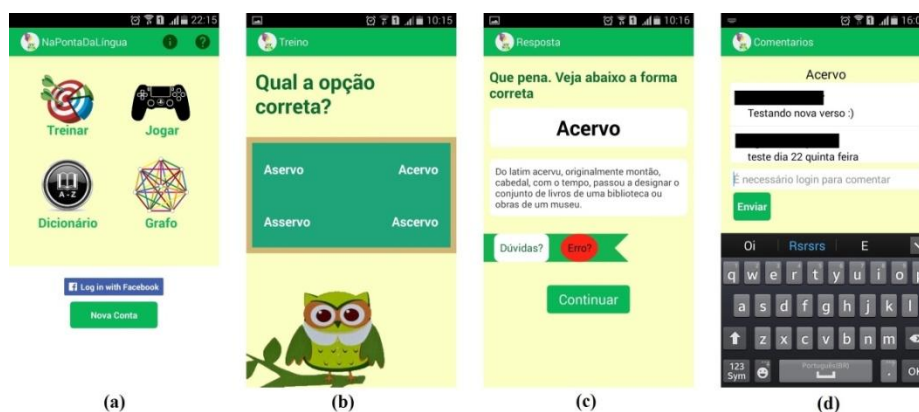 22:15
NaPontaDaLíngua
i ?
Treinar
Jogar
A-Z
Dicionário
Grafo
f Log in with Facebook
Nova Conta
(a)
10:15
Treino
Qual a opção
correta?
Aservo Acervo
Asservo Ascervo
(b)
10:16
Resposta
Que pena. Veja abaixo a forma
correta
Acervo
Do latim acervu, originalmente montão,
cabedal, com o tempo, passou a designar o
conjunto de livros de uma biblioteca ou
obras de um museu.
Dúvidas? Erro?
Continuar
(c)
16:0
Comentarios
Acervo
Testando nova verso :)
teste dia 22 quinta feira
É necessário login para comentar
Enviar
Oi Rsrsrs E
q w e r t y u i o p
a s d f g h j k l
z x c v b n m
123
Sym
Português(BR)
. OK
(d)